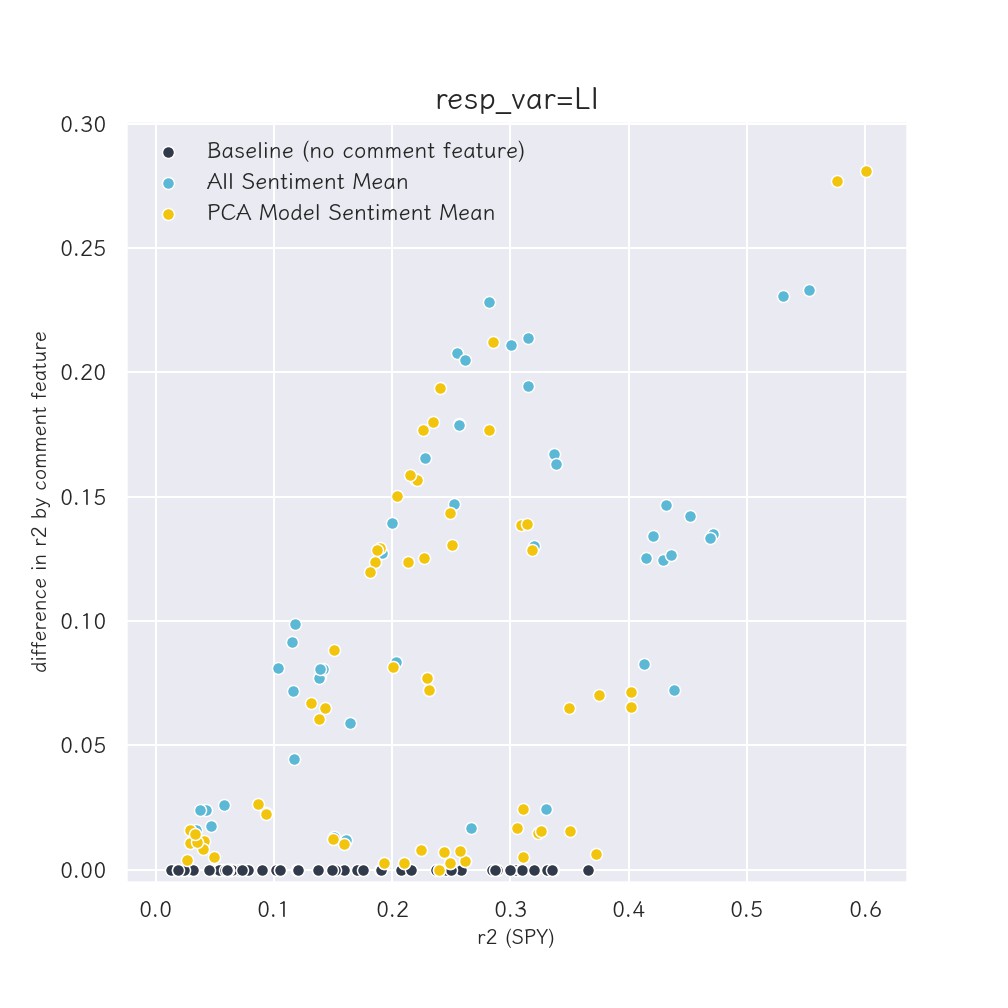 resp_var=LI
Baseline (no comment feature)
All Sentiment Mean
PCA Model Sentiment Mean
difference in r2 by comment feature
0.30
0.25
0.20
0.15
0.10
0.05
0.00
0.0 0.1 0.2 0.3 0.4 0.5 0.6
r2 (SPY)